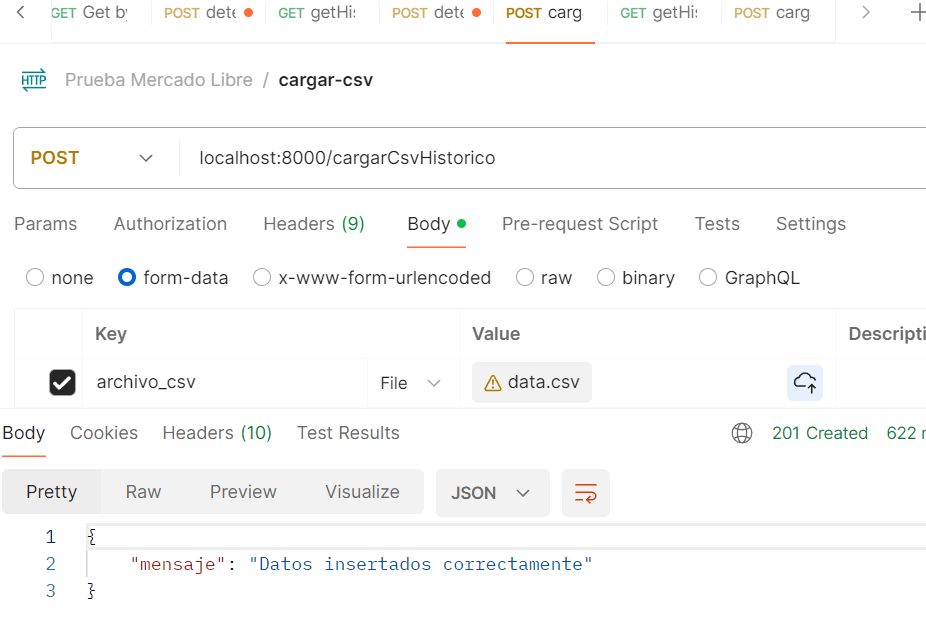 GET Get by POST dete GET getHi: POST dete POST carg GET getHi: POST carg
HTTP Prueba Mercado Libre / cargar-csv
POST localhost:8000/cargarCsvHistorico
Params Authorization Headers (9) Body Pre-request Script Tests Settings
none form-data x-www-form-urlencoded raw binary GraphQL
Key Value Descripti
archivo_csv File data.csv
Body Cookies Headers (10) Test Results 201 Created 622
Pretty Raw Preview Visualize JSON
1 {
2 "mensaje": "Datos insertados correctamente"
3 }